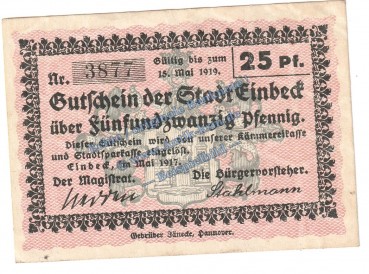 Gültig bis zum
15. Mai 1919.
25 Pf.
Nr. 3877
Gutschein der Stadt Einbeck
über Fünfundzwanzig Pfennig.
Dieser Gutschein wird von unserer Kämmereikasse
und Stadtsparkasse eingelöst.
Einbeck, im Mai 1917.
Der Magistrat. Die Bürgervorsteher.
Stahlmann
Gebrüder Jänecke, Hannover.